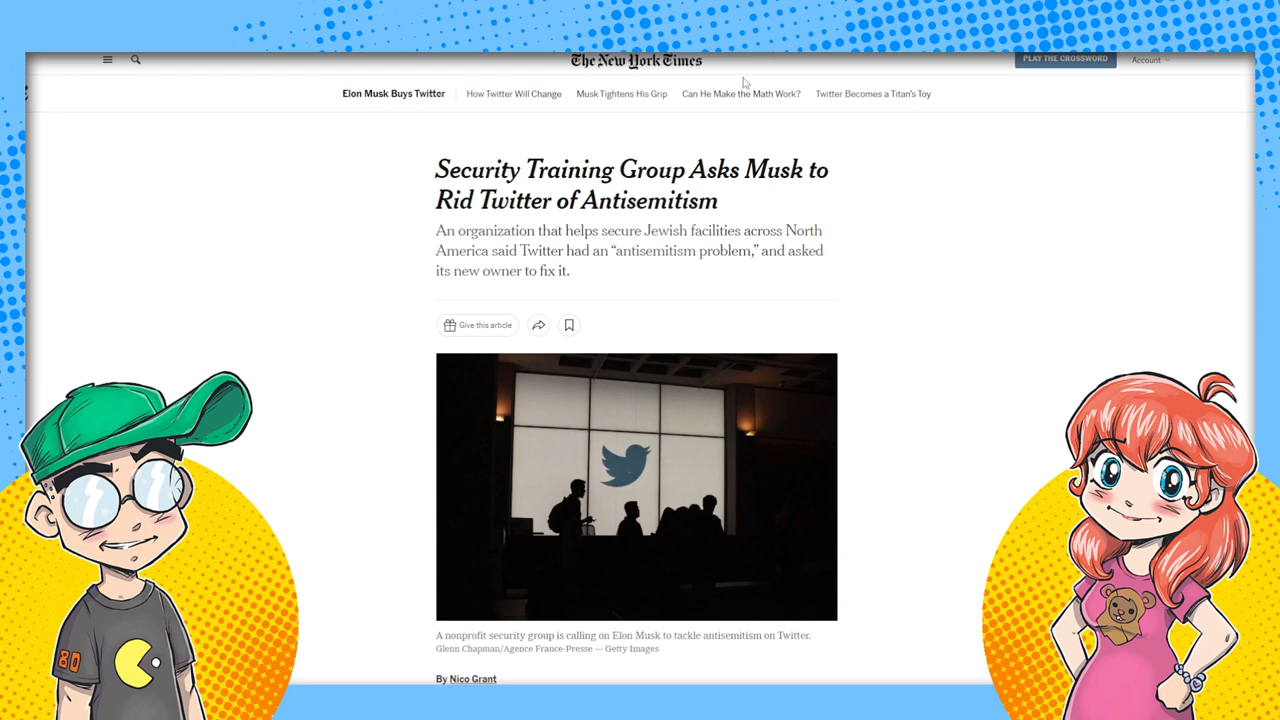 The New York Times
PLAY THE CROSSWORD
Account
Elon Musk Buys Twitter
How Twitter Will Change
Musk Tightens His Grip
Can He Make the Math Work?
Twitter Becomes a Titan's Toy
Security Training Group Asks Musk to
Rid Twitter of Antisemitism
An organization that helps secure Jewish facilities across North
America said Twitter had an “antisemitism problem,” and asked
its new owner to fix it.
Give this article
A nonprofit security group is calling on Elon Musk to tackle antisemitism on Twitter.
Glenn Chapman/Agence France-Presse — Getty Images
By Nico Grant
80